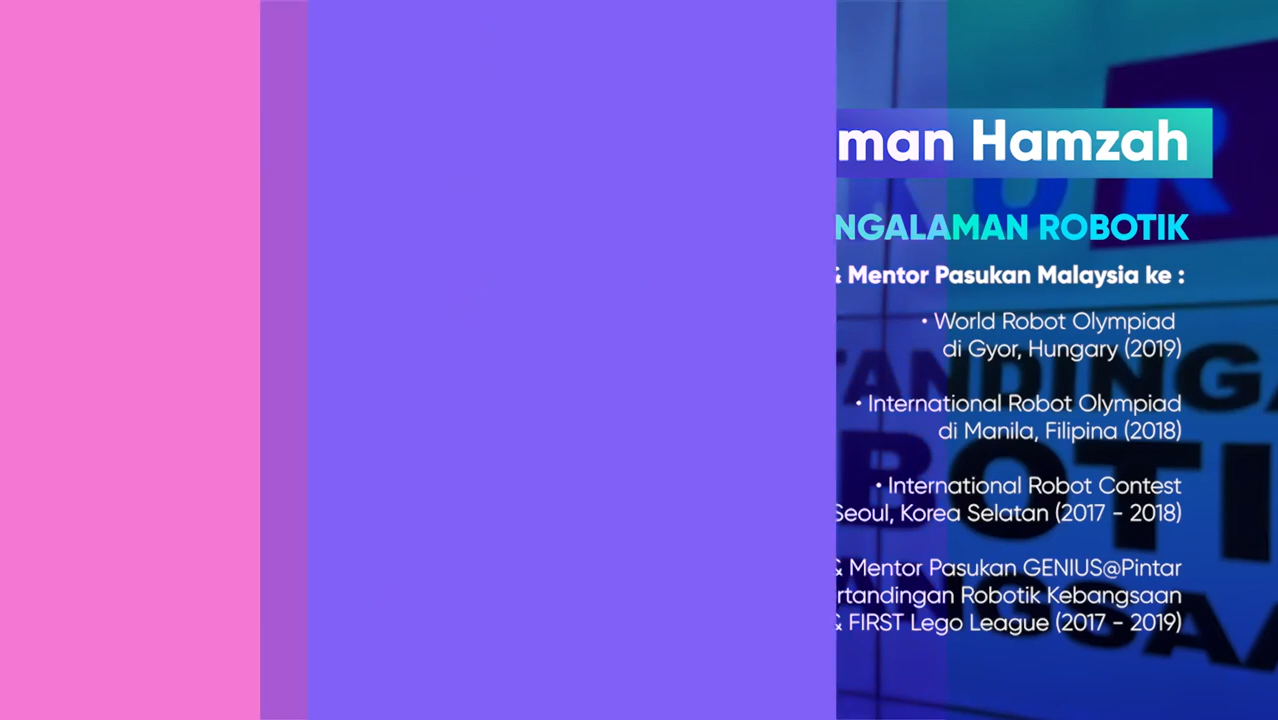 man Hamzah
NGALAMAN ROBOTIK
& Mentor Pasukan Malaysia ke :
• World Robot Olympiad
di Gyor, Hungary (2019)
• International Robot Olympiad
di Manila, Filipina (2018)
• International Robot Contest
Seoul, Korea Selatan (2017 - 2018)
& Mentor Pasukan GENIUS@Pintar
rtandingan Robotik Kebangsaan
& FIRST Lego League (2017 - 2019)